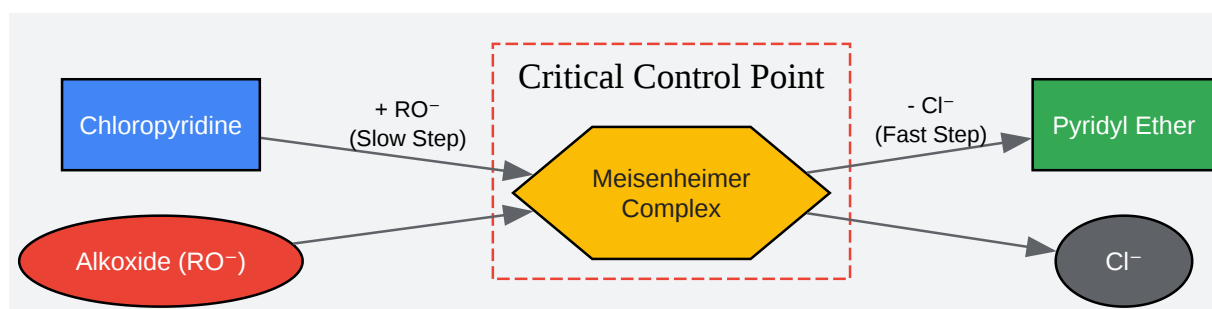 Critical Control Point
Chloropyridine
+ RO⁻
(Slow Step)
- Cl⁻
(Fast Step)
Pyridyl Ether
Meisenheimer
Complex
Alkoxide (RO⁻)
Cl⁻